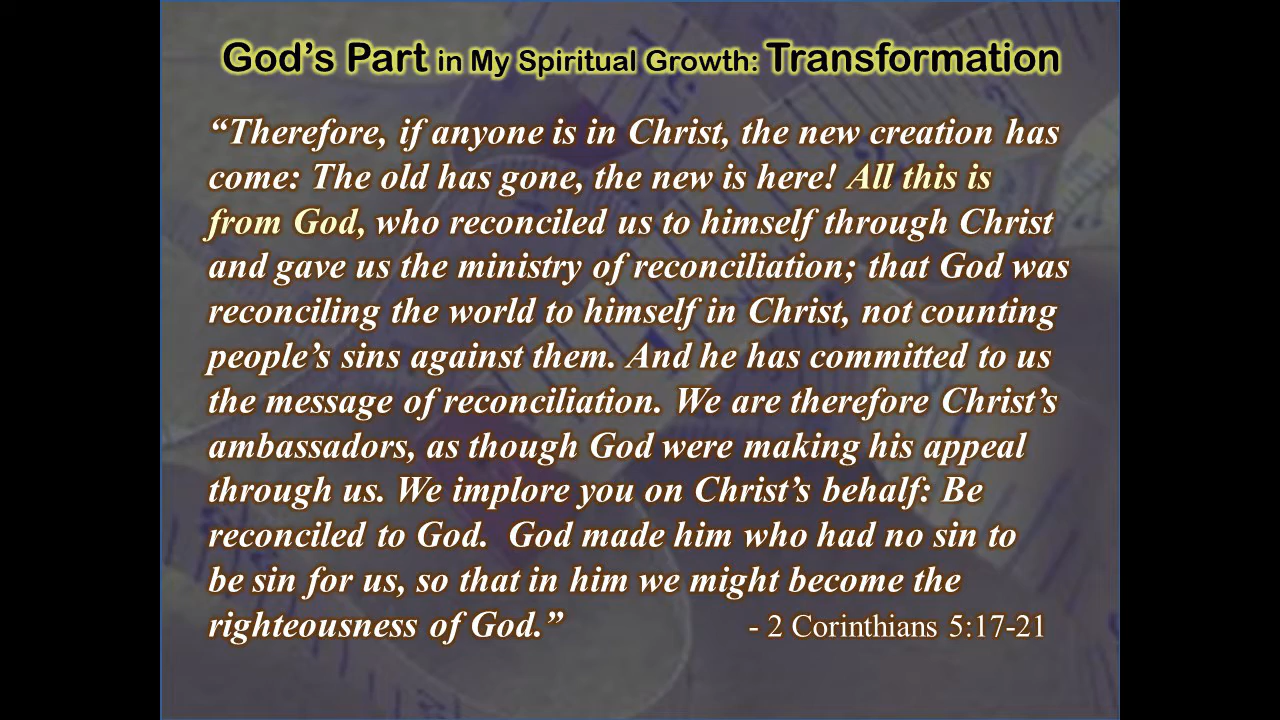 God’s Part in My Spiritual Growth: Transformation
“Therefore, if anyone is in Christ, the new creation has
come: The old has gone, the new is here! All this is
from God, who reconciled us to himself through Christ
and gave us the ministry of reconciliation; that God was
reconciling the world to himself in Christ, not counting
people’s sins against them. And he has committed to us
the message of reconciliation. We are therefore Christ’s
ambassadors, as though God were making his appeal
through us. We implore you on Christ’s behalf: Be
reconciled to God.  God made him who had no sin to
be sin for us, so that in him we might become the
righteousness of God.” - 2 Corinthians 5:17-21